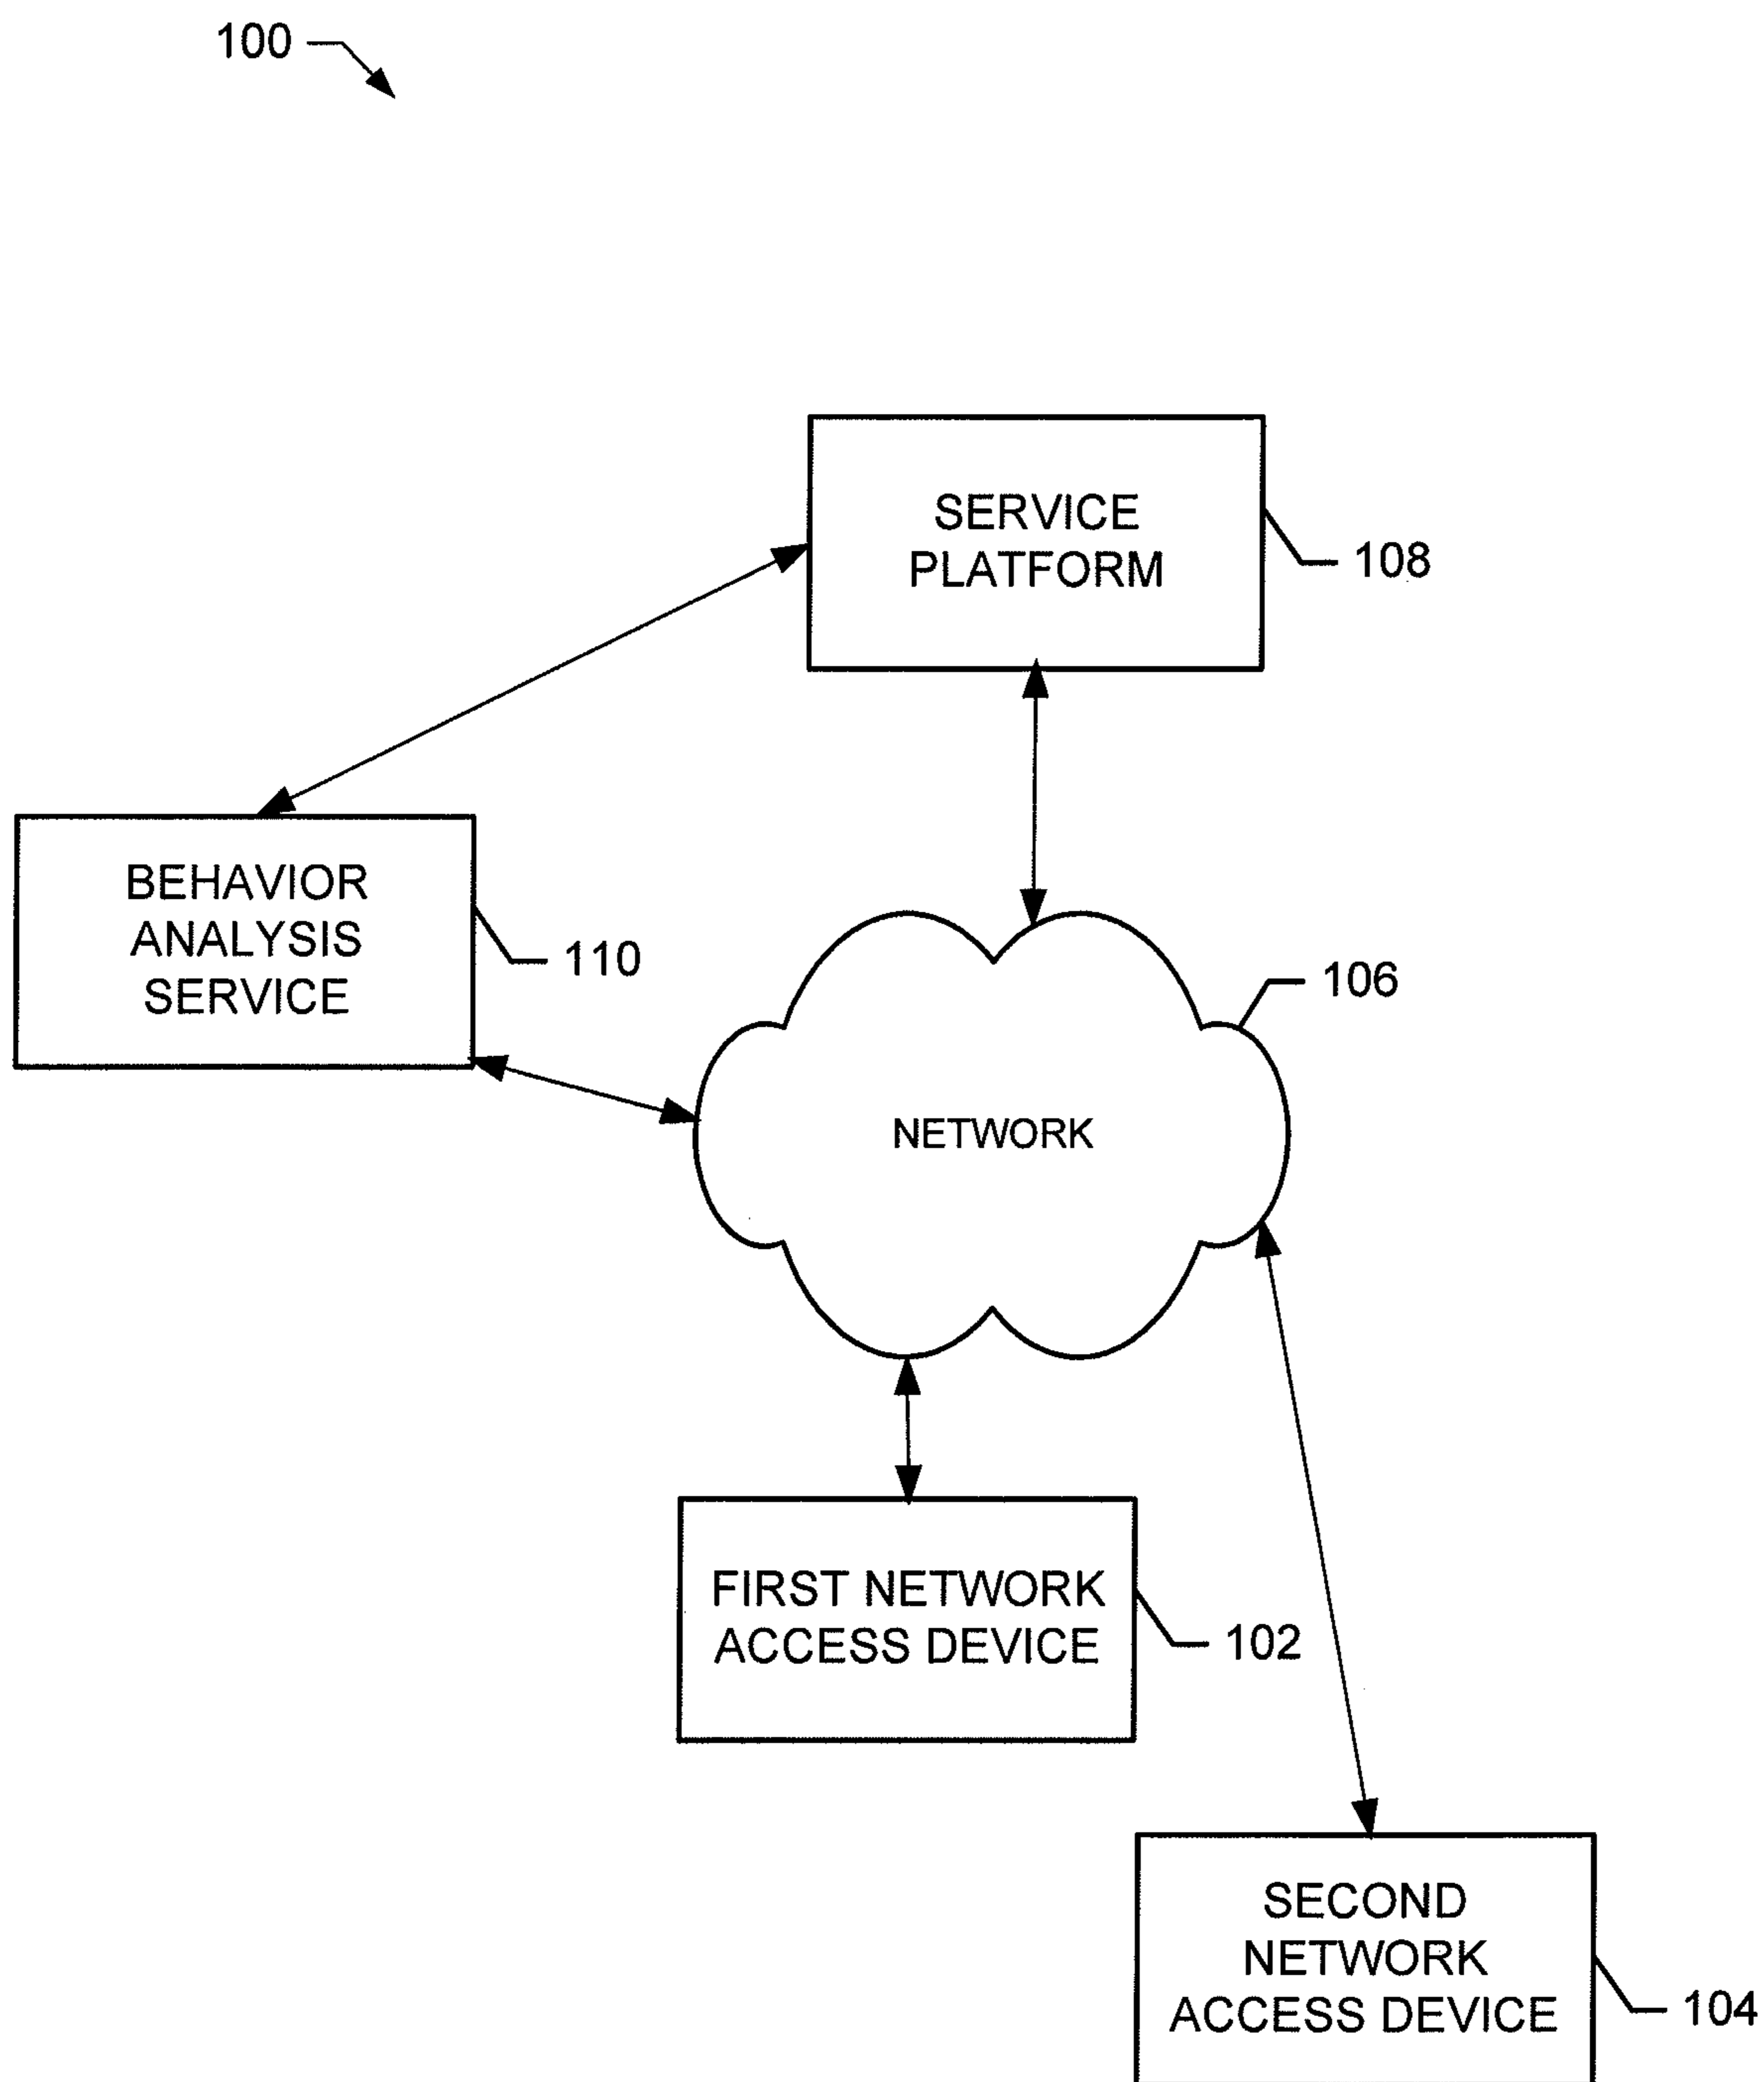 100
SERVICE
PLATFORM
108
BEHAVIOR
ANALYSIS
SERVICE
110
106
NETWORK
FIRST NETWORK
ACCESS DEVICE
102
SECOND
NETWORK
ACCESS DEVICE
104